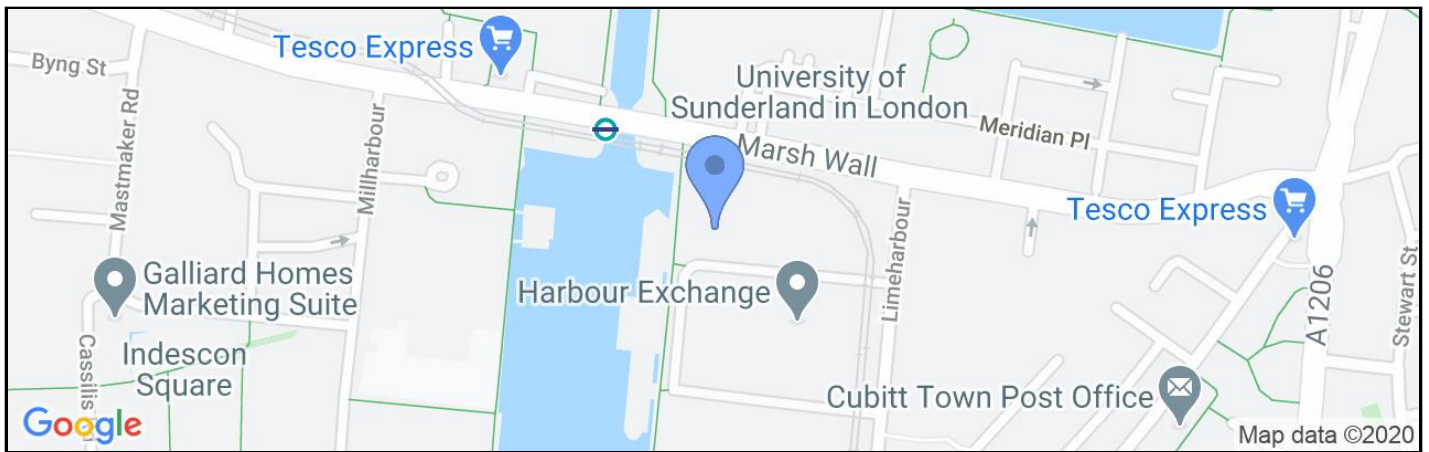 Tesco Express
Byng St
Mastmaker Rd
Millharbour
University of
Sunderland in London
Meridian Pl
Marsh Wall
Tesco Express
Limeharbour
Galliard Homes
Marketing Suite
Harbour Exchange
A1206
Stewart St
Indescon
Square
Cassilis Rd
Cubitt Town Post Office
Google
Map data ©2020